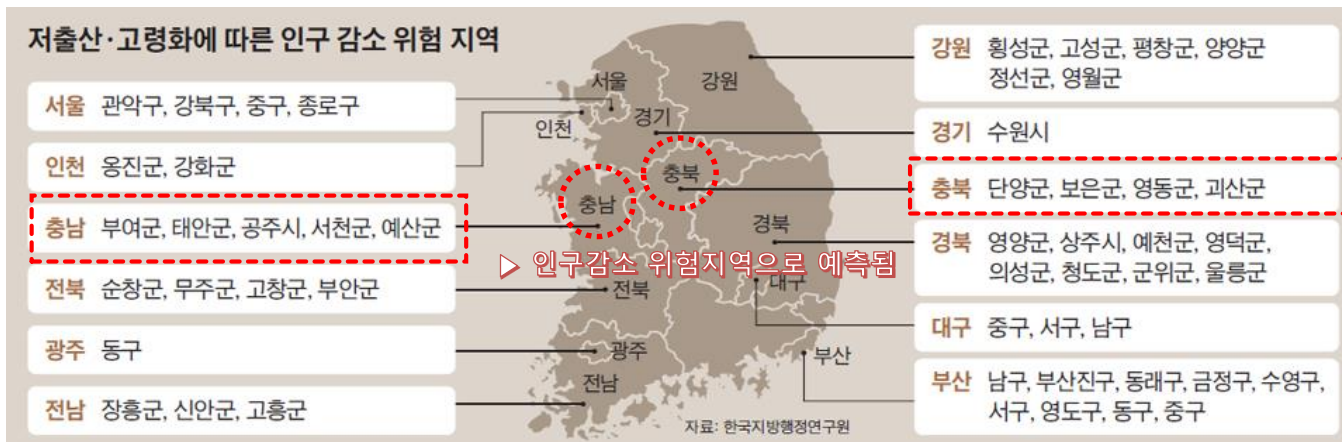 저출산·고령화에 따른 인구 감소 위험 지역
서울 관악구, 강북구, 중구, 종로구
인천 옹진군, 강화군
충남 부여군, 태안군, 공주시, 서천군, 예산군
전북 순창군, 무주군, 고창군, 부안군
광주 동구
전남 장흥군, 신안군, 고흥군
서울
강원
경기
인천
충북
충남
경북
▶ 인구감소 위험지역으로 예측됨
대구
전북
광주
부산
전남
자료: 한국지방행정연구원
강원 횡성군, 고성군, 평창군, 양양군
정선군, 영월군
경기 수원시
충북 단양군, 보은군, 영동군, 괴산군
경북 영양군, 상주시, 예천군, 영덕군,
의성군, 청도군, 군위군, 울릉군
대구 중구, 서구, 남구
부산 남구, 부산진구, 동래구, 금정구, 수영구,
서구, 영도구, 동구, 중구